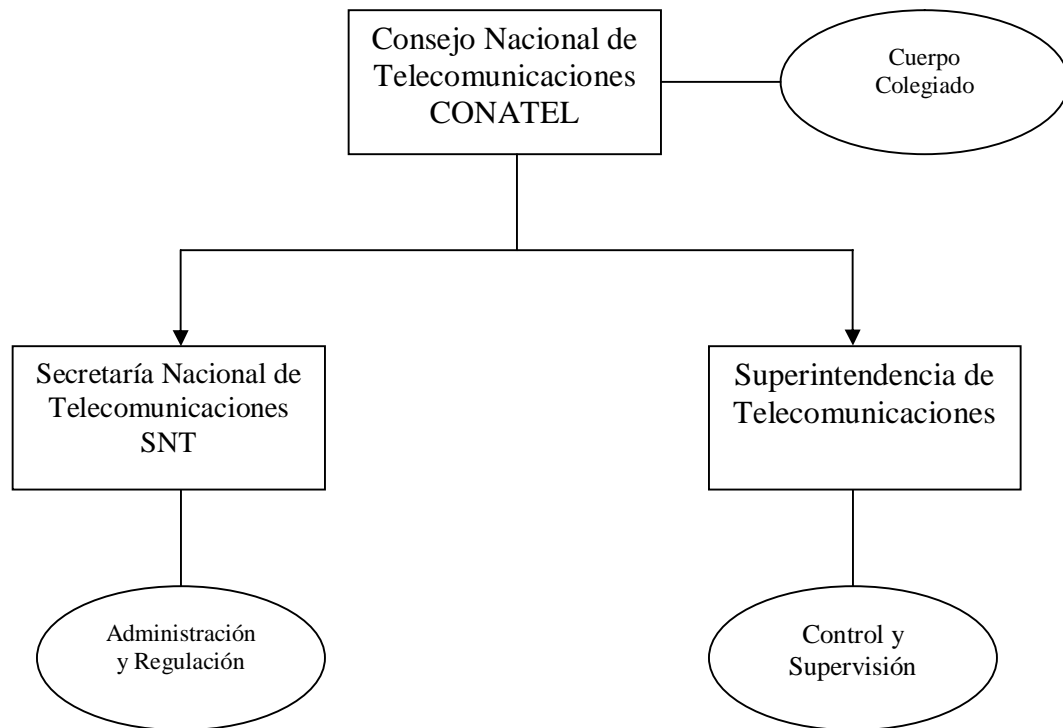 Consejo Nacional de
Telecomunicaciones
CONATEL
Cuerpo
Colegiado
Secretaría Nacional de
Telecomunicaciones
SNT
Superintendencia de
Telecomunicaciones
Administración
y Regulación
Control y
Supervisión